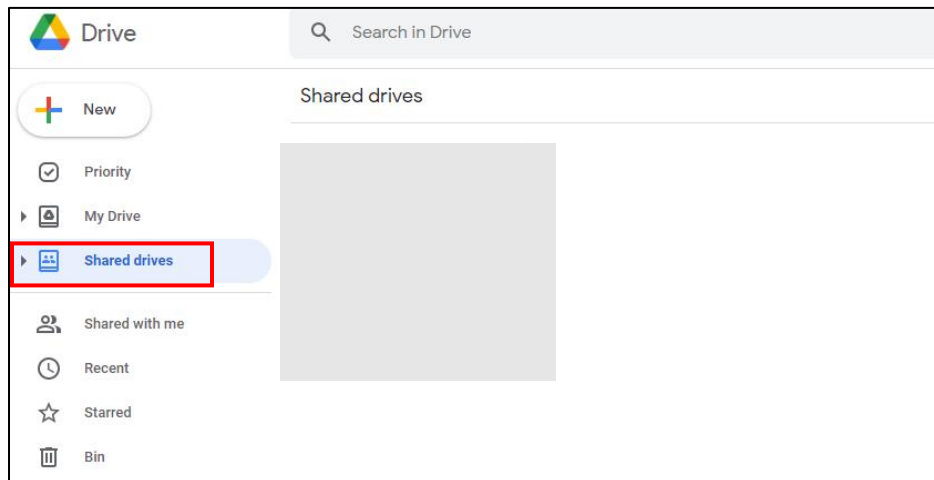 Drive
Search in Drive
New
Shared drives
Priority
My Drive
Shared drives
Shared with me
Recent
Starred
Bin